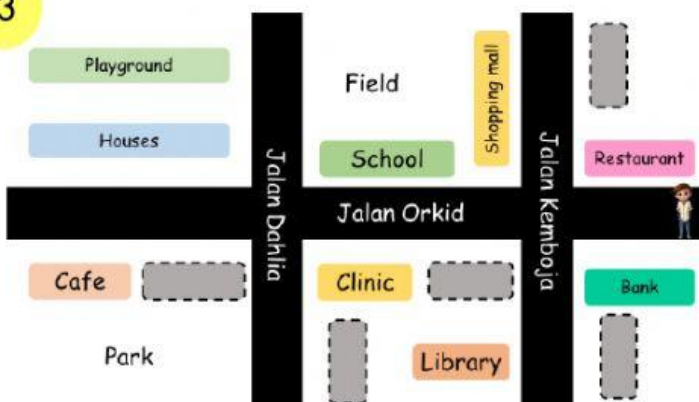 3
Playground
Field
Shopping mall
Houses
School
Restaurant
Jalan Dahlia
Jalan Orkid
Jalan Kemboja
Cafe
Clinic
Bank
Park
Library